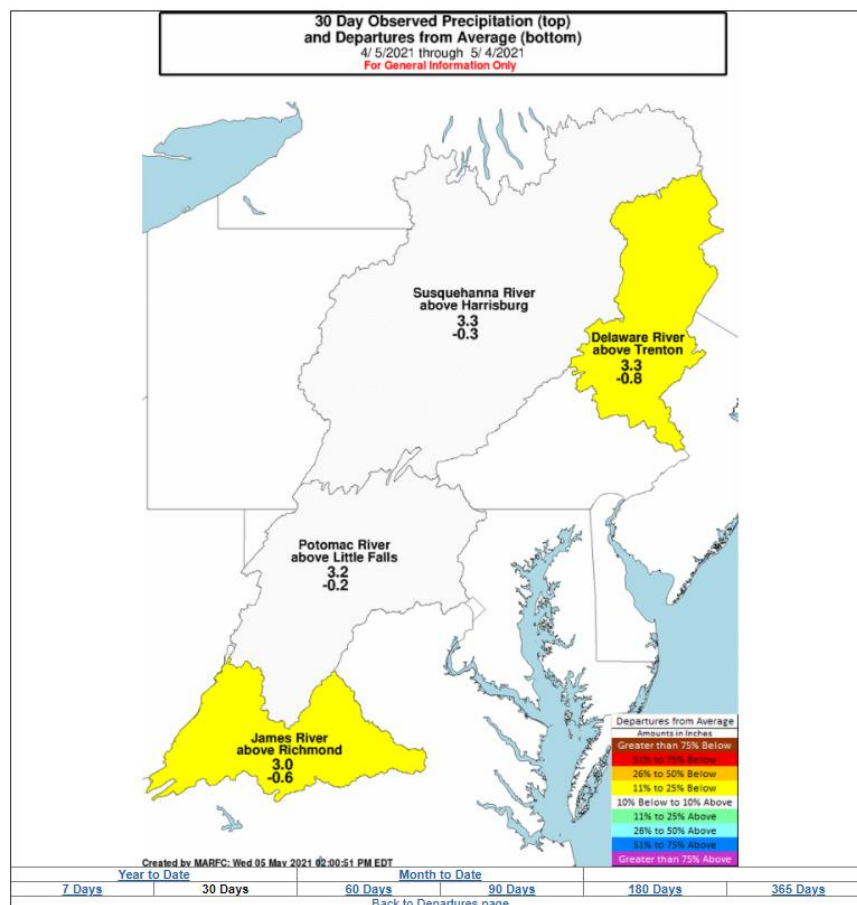 30 Day Observed Precipitation (top)
and Departures from Average (bottom)
4/ 5/2021 through 5/ 4/2021
For General Information Only
Susquehanna River
above Harrisburg
3.3
-0.3
Delaware River
above Trenton
3.3
-0.8
Potomac River
above Little Falls
3.2
-0.2
James River
above Richmond
3.0
-0.6
Departures from Average
Amounts in Inches
Greater than 75% Below
51% to 75% Below
26% to 50% Below
11% to 25% Below
10% Below to 10% Above
11% to 25% Above
26% to 50% Above
51% to 75% Above
Greater than 75% Above
Created by MARFC: Wed 05 May 2021 02:00:51 PM EDT
Year to Date Month to Date
7 Days 30 Days 60 Days 90 Days 180 Days 365 Days
Back to Departures page